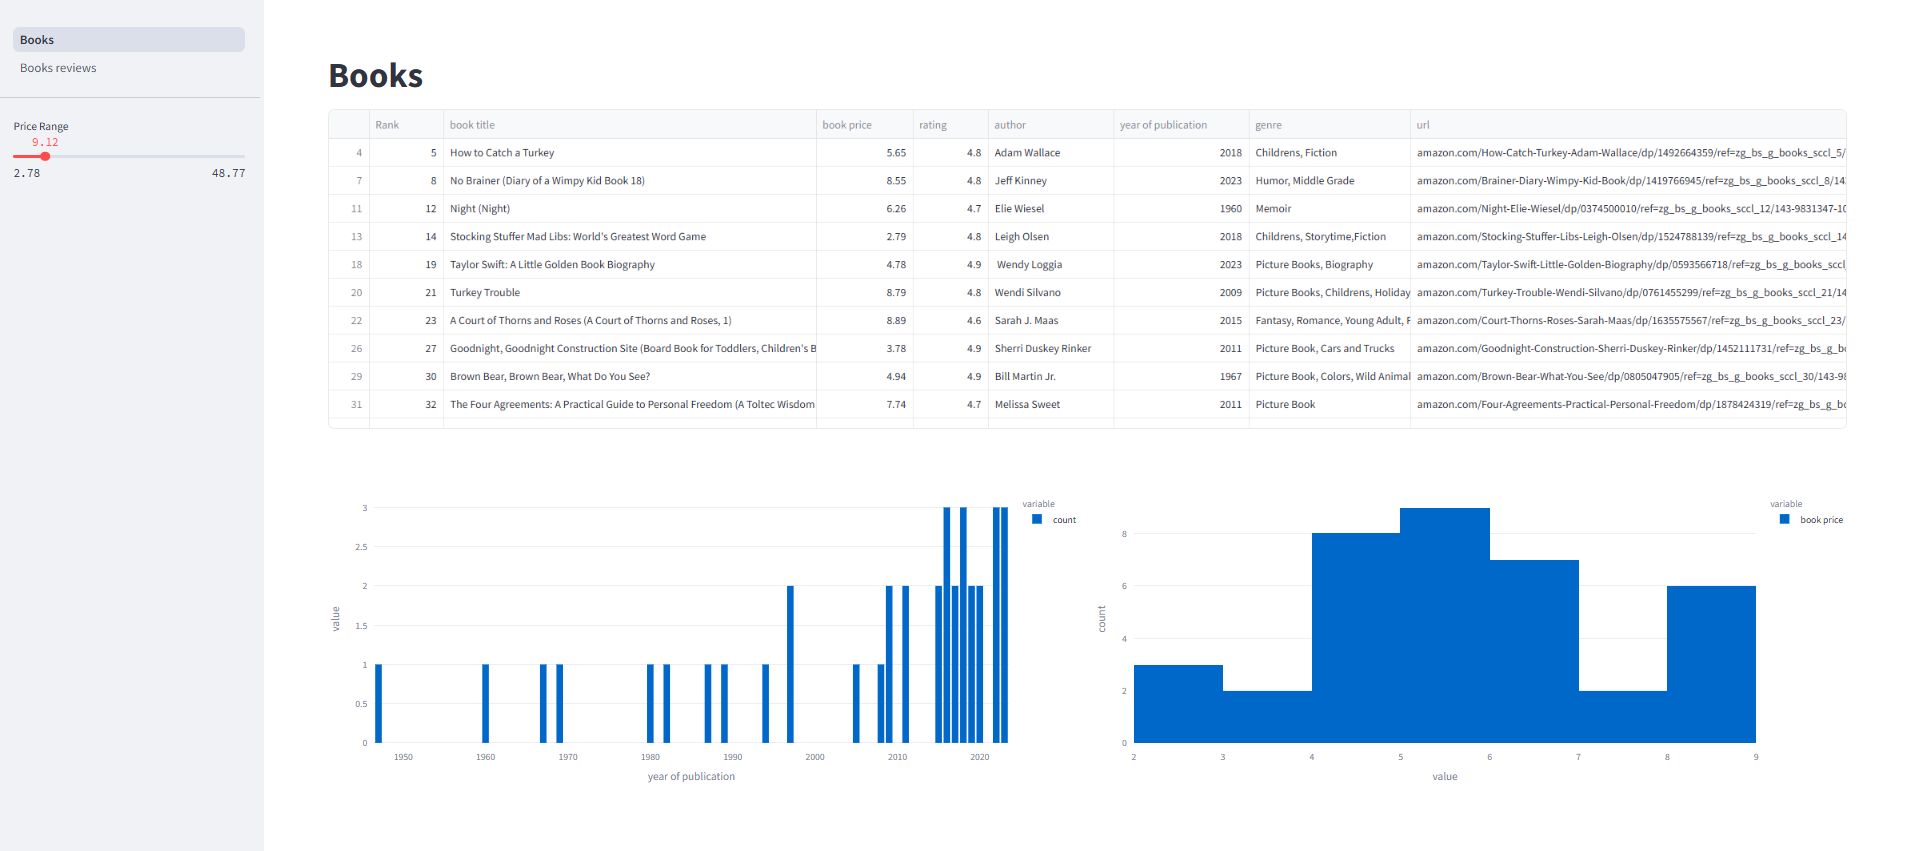 Books
Books reviews
Price Range
9.12
2.78 48.77
Books
Rank book title book price rating author year of publication genre url
4 5 How to Catch a Turkey 5.65 4.8 Adam Wallace 2018 Childrens, Fiction amazon.com/How-Catch-Turkey-Adam-Wallace/dp/1492664359/ref=zg_bs_g_books_sccl_5/
7 8 No Brainer (Diary of a Wimpy Kid Book 18) 8.55 4.8 Jeff Kinney 2023 Humor, Middle Grade amazon.com/Brainer-Diary-Wimpy-Kid-Book/dp/1419766945/ref=zg_bs_g_books_sccl_8/14
11 12 Night (Night) 6.26 4.7 Elie Wiesel 1960 Memoir amazon.com/Night-Elie-Wiesel/dp/0374500010/ref=zg_bs_g_books_sccl_12/143-9831347-10
13 14 Stocking Stuffer Mad Libs: World's Greatest Word Game 2.79 4.8 Leigh Olsen 2018 Childrens, Storytime,Fiction amazon.com/Stocking-Stuffer-Libs-Leigh-Olsen/dp/1524788139/ref=zg_bs_g_books_sccl_14
18 19 Taylor Swift: A Little Golden Book Biography 4.78 4.9 Wendy Loggia 2023 Picture Books, Biography amazon.com/Taylor-Swift-Little-Golden-Biography/dp/0593566718/ref=zg_bs_g_books_sccl_
20 21 Turkey Trouble 8.79 4.8 Wendi Silvano 2009 Picture Books, Childrens, Holiday amazon.com/Turkey-Trouble-Wendi-Silvano/dp/0761455299/ref=zg_bs_g_books_sccl_21/14
22 23 A Court of Thorns and Roses (A Court of Thorns and Roses, 1) 8.89 4.6 Sarah J. Maas 2015 Fantasy, Romance, Young Adult, F amazon.com/Court-Thorns-Roses-Sarah-Maas/dp/1635575567/ref=zg_bs_g_books_sccl_23/
26 27 Goodnight, Goodnight Construction Site (Board Book for Toddlers, Children's B 3.78 4.9 Sherri Duskey Rinker 2011 Picture Book, Cars and Trucks amazon.com/Goodnight-Construction-Sherri-Duskey-Rinker/dp/1452111731/ref=zg_bs_g_b
29 30 Brown Bear, Brown Bear, What Do You See? 4.94 4.9 Bill Martin Jr. 1967 Picture Book, Colors, Wild Animal amazon.com/Brown-Bear-What-You-See/dp/0805047905/ref=zg_bs_g_books_sccl_30/143-98
31 32 The Four Agreements: A Practical Guide to Personal Freedom (A Toltec Wisdom 7.74 4.7 Melissa Sweet 2011 Picture Book amazon.com/Four-Agreements-Practical-Personal-Freedom/dp/1878424319/ref=zg_bs_g_b
variable
count
3
2.5
2
1.5
1
0.5
0
value
1950 1960 1970 1980 1990 2000 2010 2020
year of publication
variable
book price
8
6
4
2
0
count
2 3 4 5 6 7 8 9
value